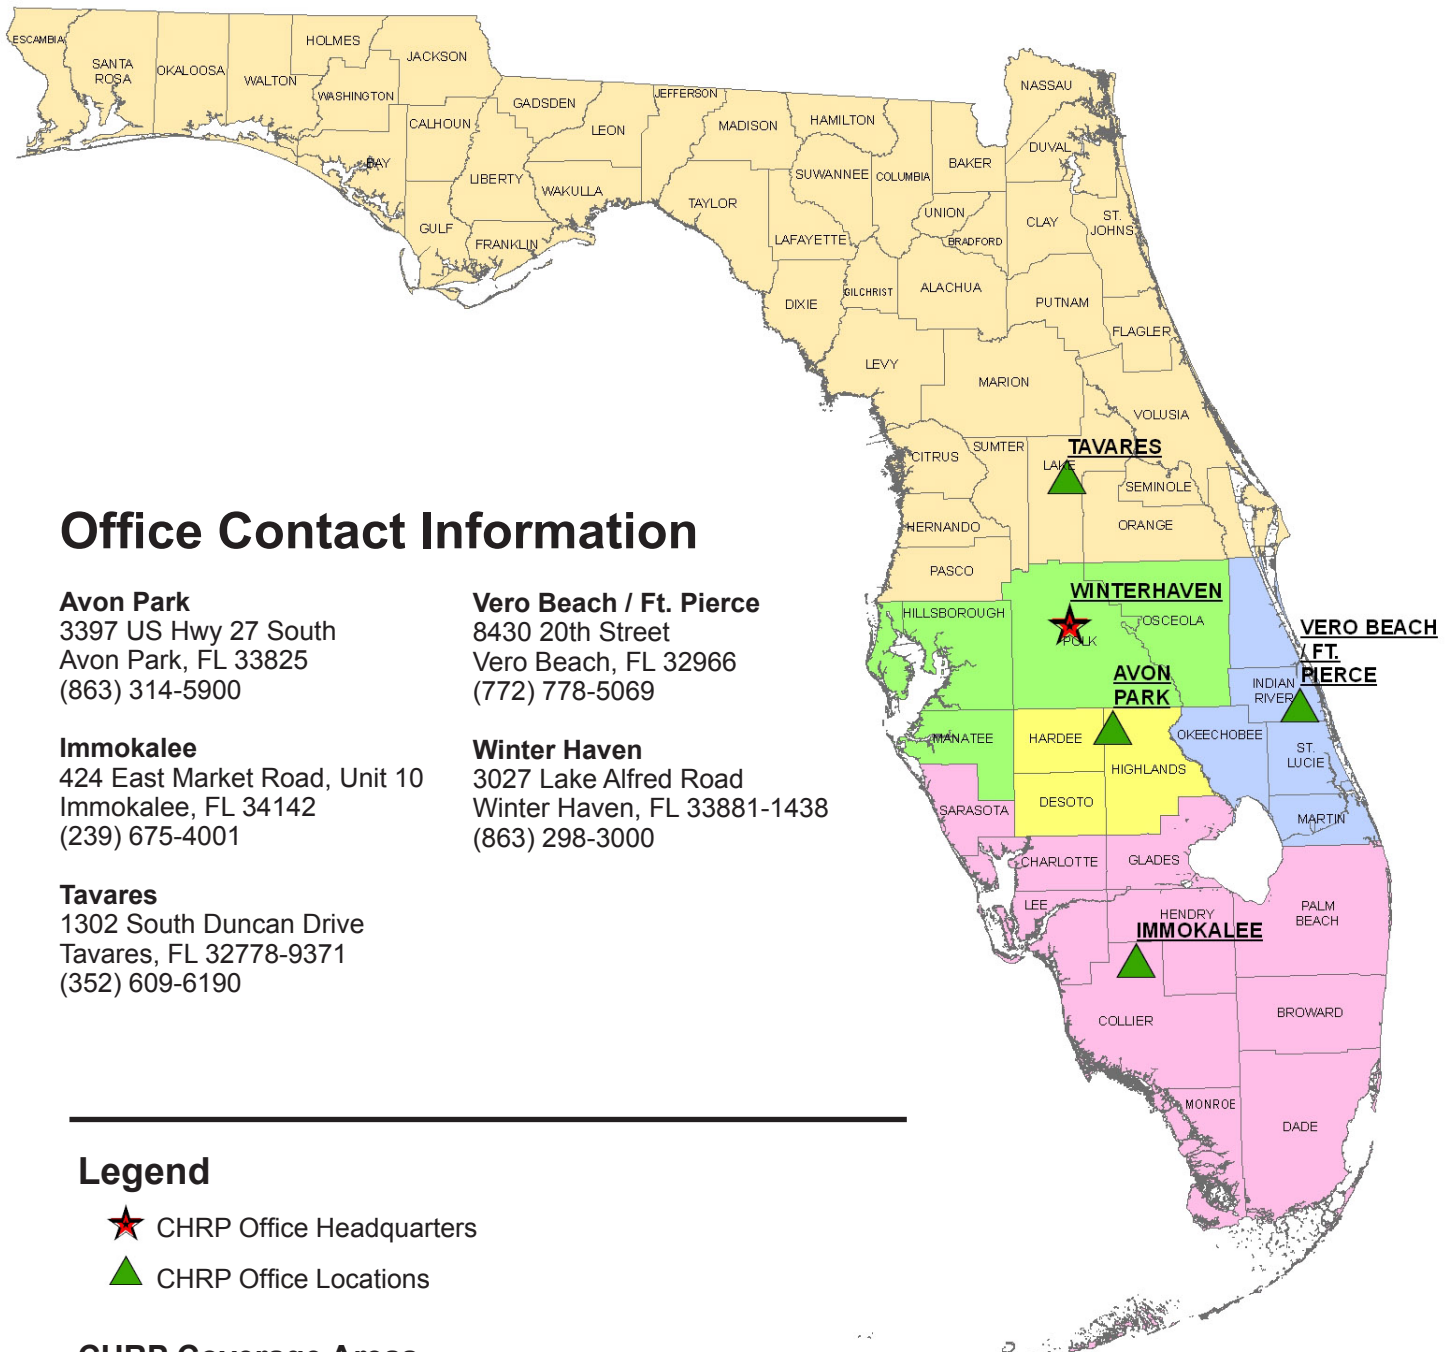 ESCAMBIA
SANTA
ROSA
OKALOOSA
WALTON
HOLMES
WASHINGTON
JACKSON
BAY
CALHOUN
GULF
GADSDEN
LIBERTY
FRANKLIN
LEON
WAKULLA
JEFFERSON
MADISON
TAYLOR
HAMILTON
SUWANNEE
LAFAYETTE
DIXIE
COLUMBIA
GILCHRIST
BAKER
UNION
BRADFORD
ALACHUA
LEVY
NASSAU
DUVAL
CLAY
ST.
JOHNS
PUTNAM
FLAGLER
MARION
VOLUSIA
CITRUS
SUMTER
TAVARES
LAKE
SEMINOLE
ORANGE
HERNANDO
PASCO
HILLSBOROUGH
WINTERHAVEN
POLK
OSCEOLA
VERO BEACH
/ FT.
PIERCE
INDIAN
RIVER
AVON
PARK
MANATEE
HARDEE
HIGHLANDS
OKEECHOBEE
ST.
LUCIE
SARASOTA
DESOTO
MARTIN
CHARLOTTE
GLADES
LEE
HENDRY
PALM
BEACH
IMMOKALEE
COLLIER
BROWARD
MONROE
DADE
Office Contact Information
Avon Park
3397 US Hwy 27 South
Avon Park, FL 33825
(863) 314-5900
Immokalee
424 East Market Road, Unit 10
Immokalee, FL 34142
(239) 675-4001
Tavares
1302 South Duncan Drive
Tavares, FL 32778-9371
(352) 609-6190
Vero Beach / Ft. Pierce
8430 20th Street
Vero Beach, FL 32966
(772) 778-5069
Winter Haven
3027 Lake Alfred Road
Winter Haven, FL 33881-1438
(863) 298-3000
Legend
CHRP Office Headquarters
CHRP Office Locations
CHRP Coverage Areas